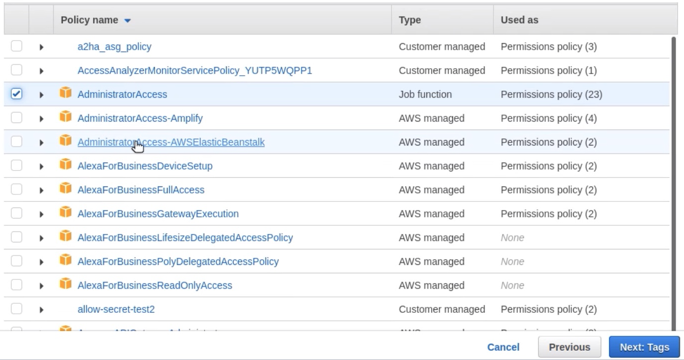 Policy name Type Used as
a2ha_asg_policy Customer managed Permissions policy (3)
AccessAnalyzerMonitorServicePolicy_YUTP5WQPP1 Customer managed Permissions policy (1)
AdministratorAccess Job function Permissions policy (23)
AdministratorAccess-Amplify AWS managed Permissions policy (4)
AdministratorAccess-AWSElasticBeanstalk AWS managed Permissions policy (2)
AlexaForBusinessDeviceSetup AWS managed Permissions policy (2)
AlexaForBusinessFullAccess AWS managed Permissions policy (2)
AlexaForBusinessGatewayExecution AWS managed Permissions policy (2)
AlexaForBusinessLifesizeDelegatedAccessPolicy AWS managed None
AlexaForBusinessPolyDelegatedAccessPolicy AWS managed None
AlexaForBusinessReadOnlyAccess AWS managed None
allow-secret-test2 Customer managed Permissions policy (2)
Cancel Previous Next: Tags